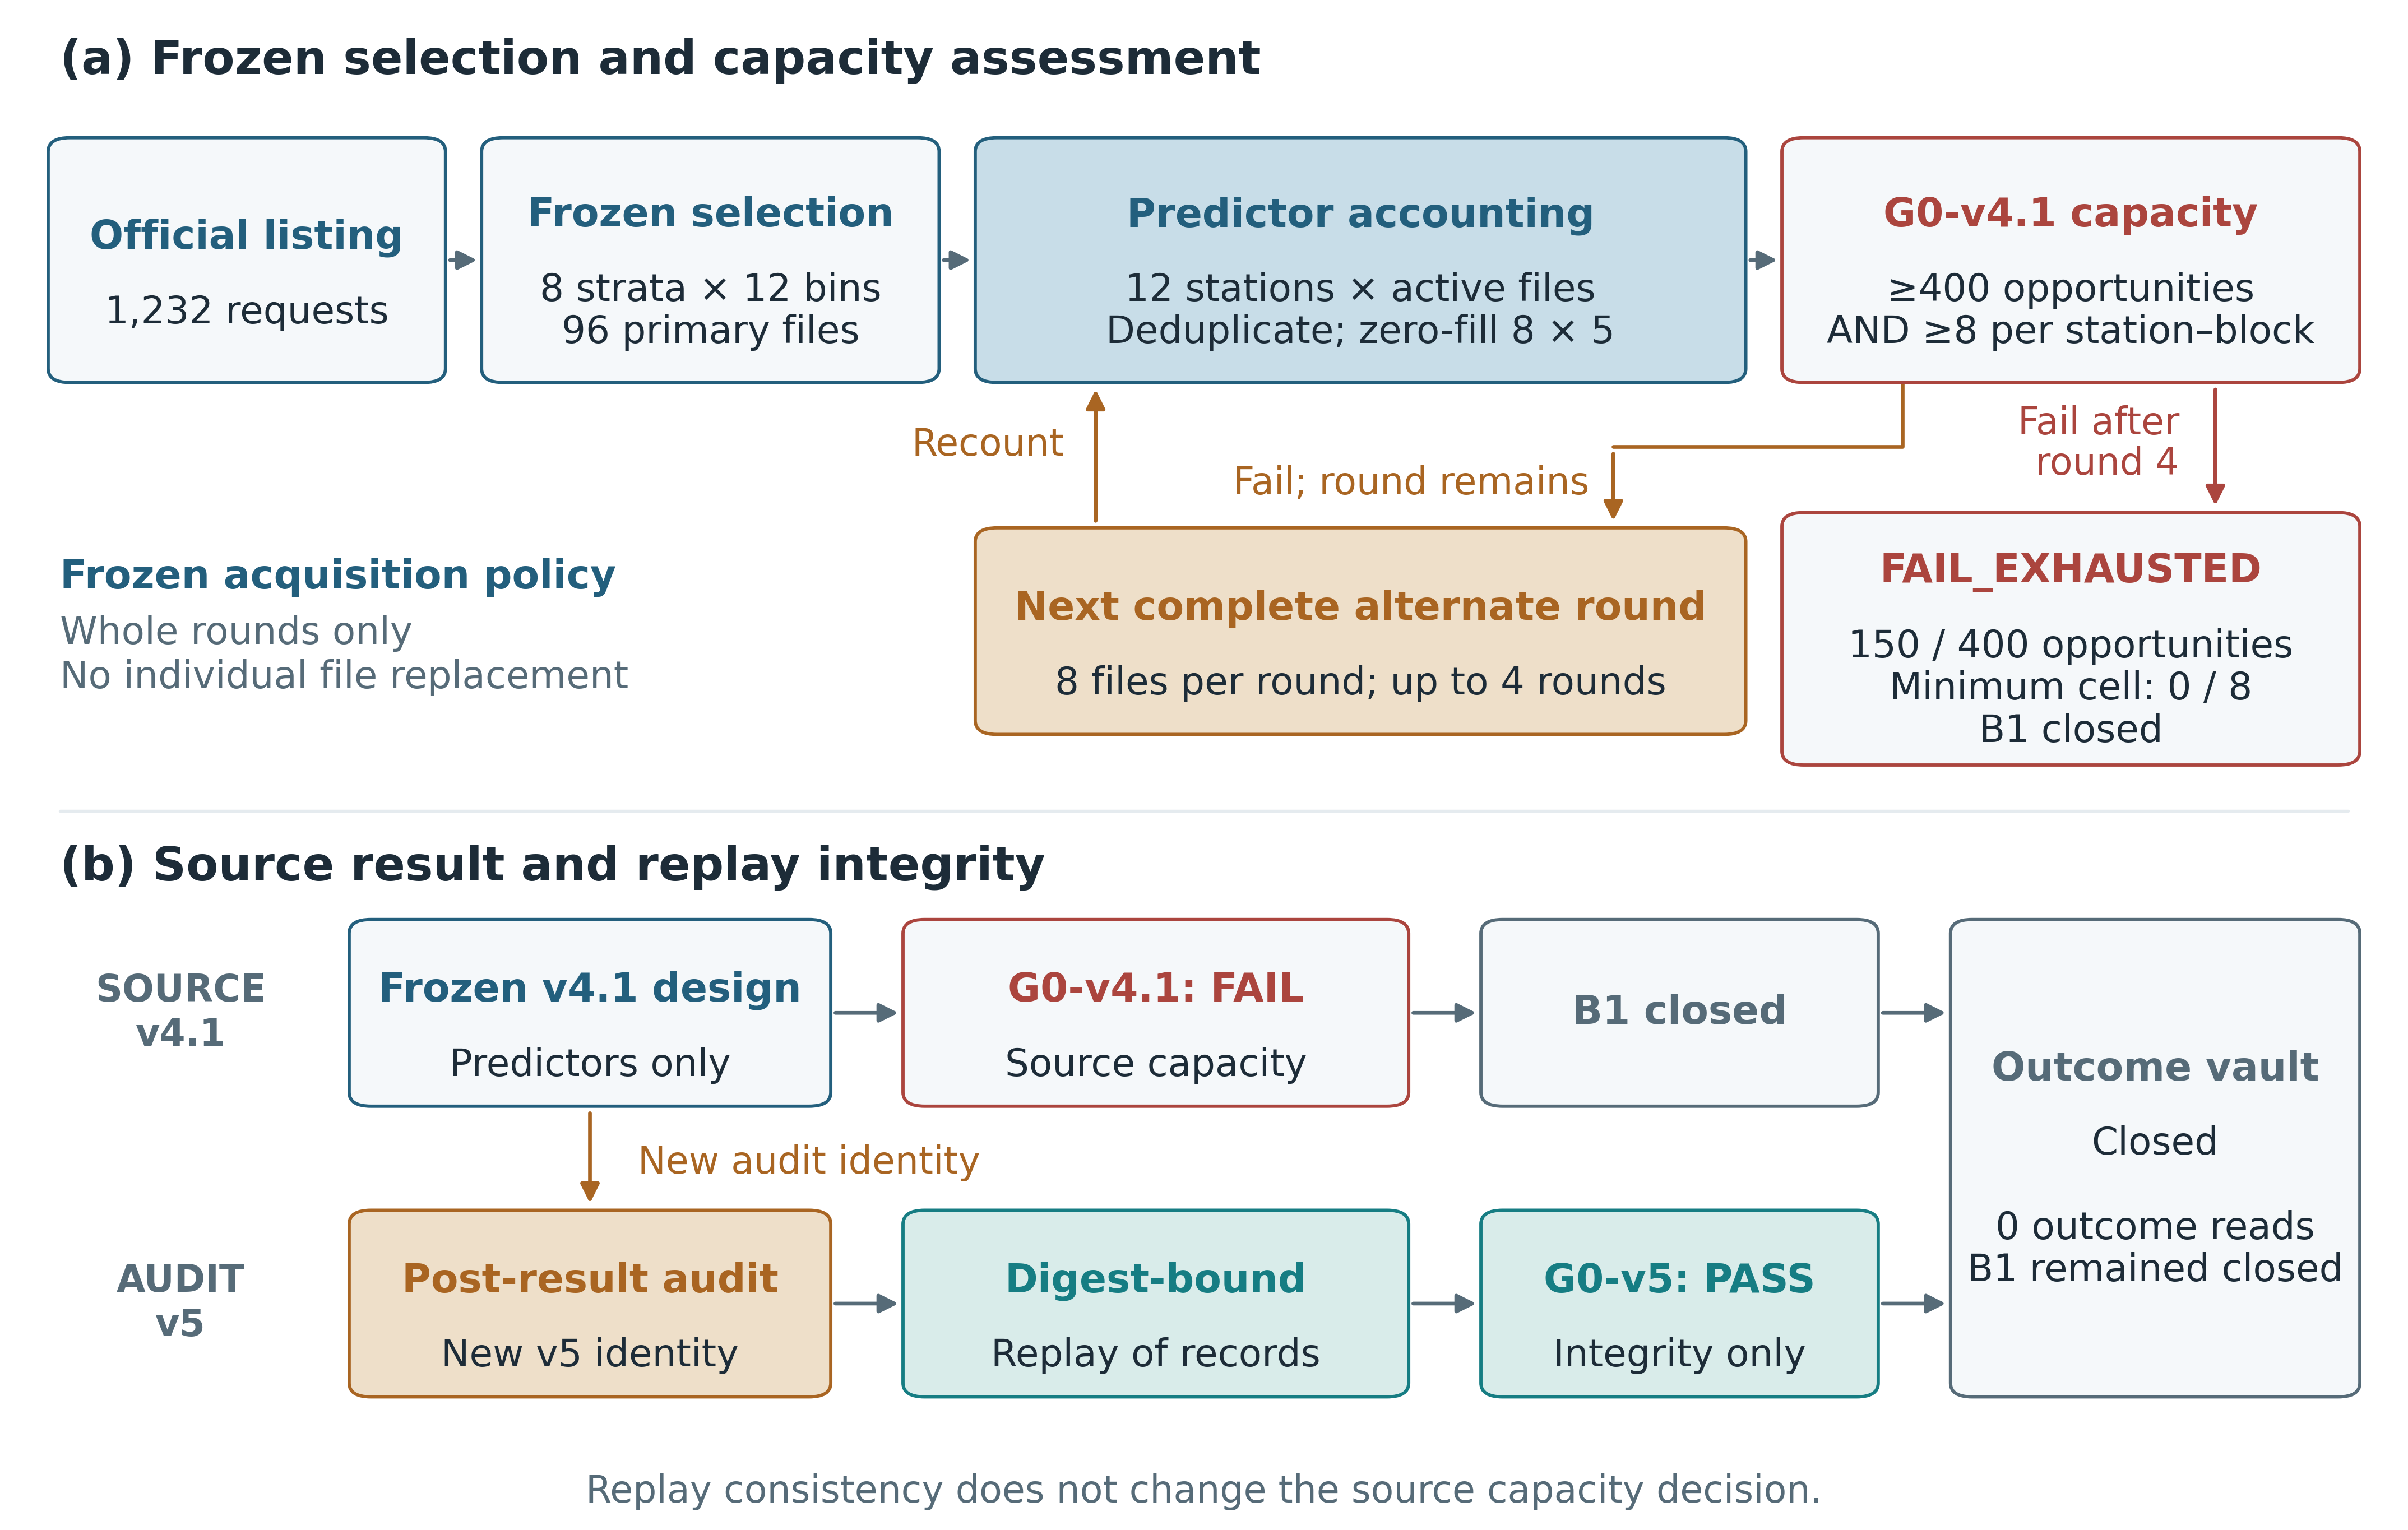 (a) Frozen selection and capacity assessment
Official listing
1,232 requests
Frozen selection
8 strata × 12 bins
96 primary files
Predictor accounting
12 stations × active files
Deduplicate; zero-fill 8 × 5
G0-v4.1 capacity
≥400 opportunities
AND ≥8 per station–block
Recount
Fail; round remains
Fail after
round 4
Frozen acquisition policy
Whole rounds only
No individual file replacement
Next complete alternate round
8 files per round; up to 4 rounds
FAIL_EXHAUSTED
150 / 400 opportunities
Minimum cell: 0 / 8
B1 closed
(b) Source result and replay integrity
SOURCE
v4.1
Frozen v4.1 design
Predictors only
G0-v4.1: FAIL
Source capacity
B1 closed
Outcome vault
Closed
0 outcome reads
B1 remained closed
New audit identity
AUDIT
v5
Post-result audit
New v5 identity
Digest-bound
Replay of records
G0-v5: PASS
Integrity only
Replay consistency does not change the source capacity decision.